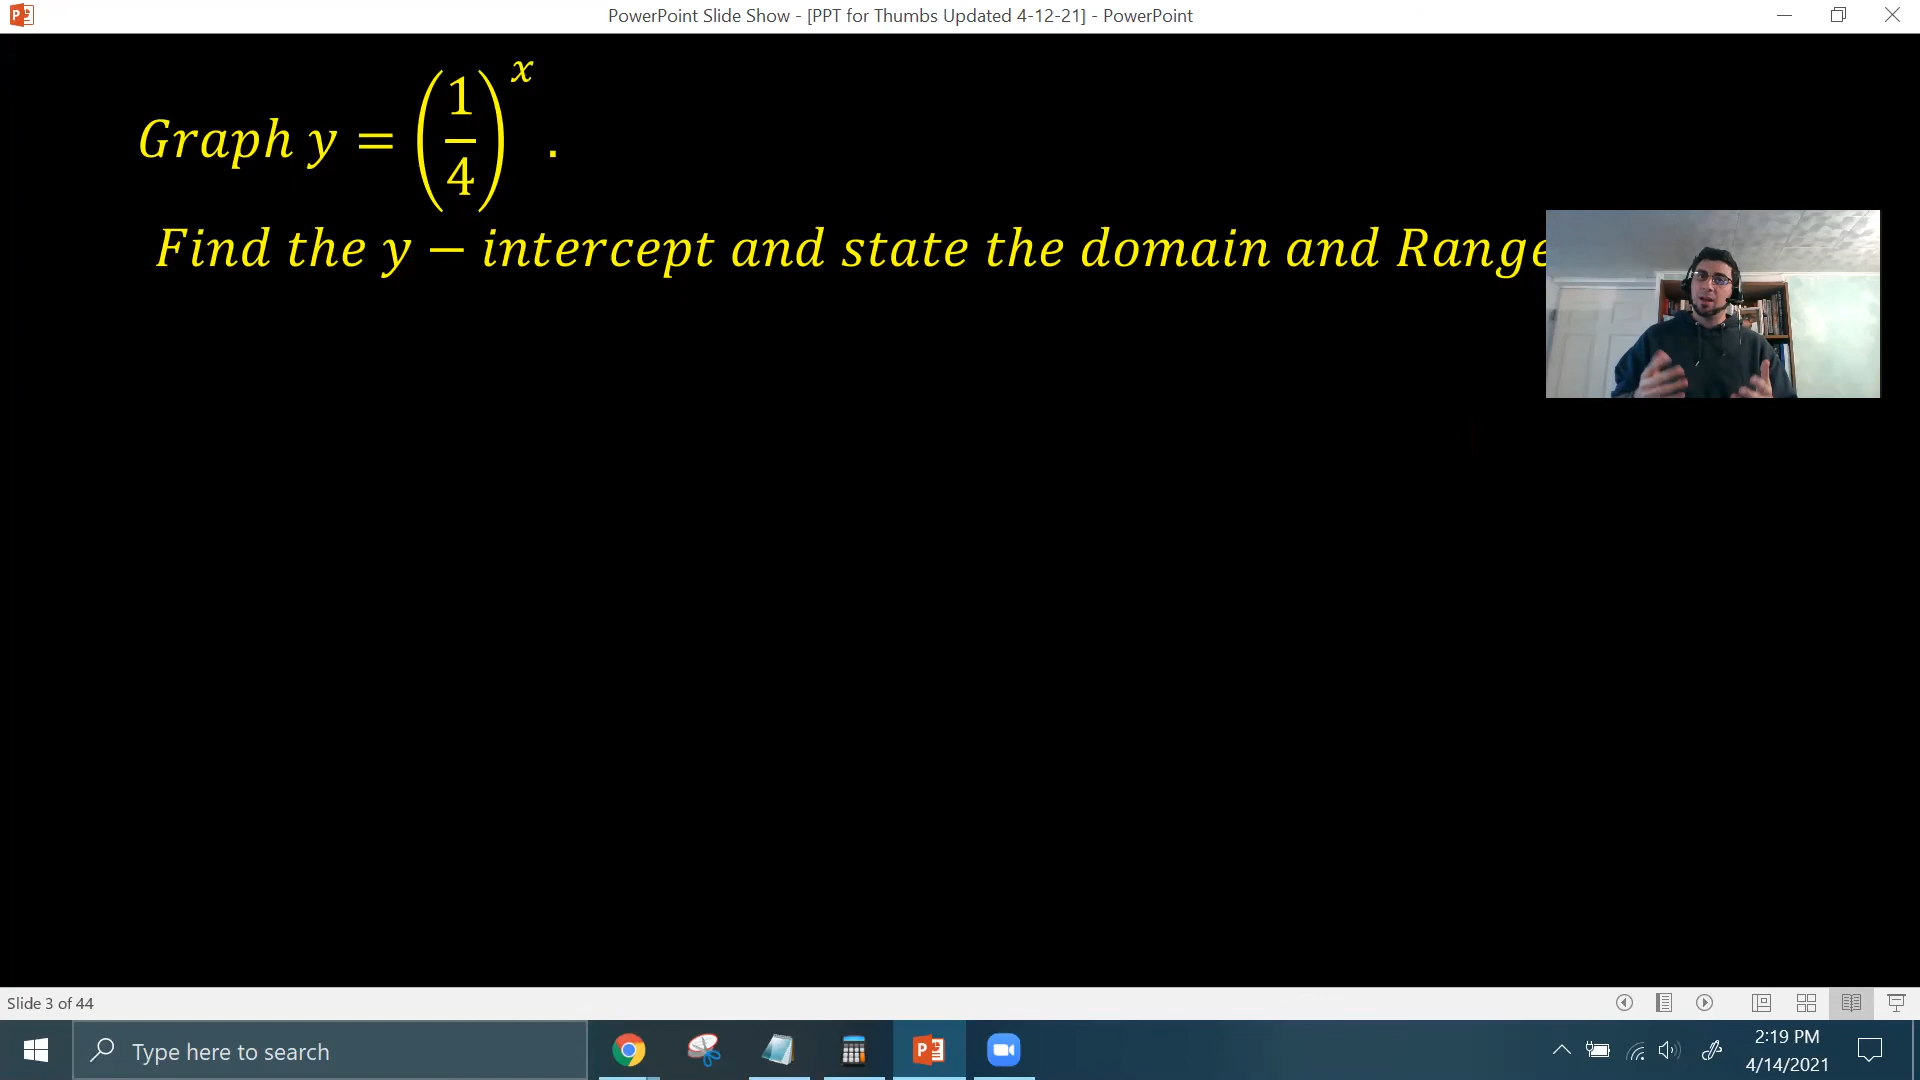 PowerPoint Slide Show - [PPT for Thumbs Updated 4-12-21] - PowerPoint
Graph y = (1/4)^x .
Find the y − intercept and state the domain and Range
Slide 3 of 44
Type here to search
2:19 PM
4/14/2021